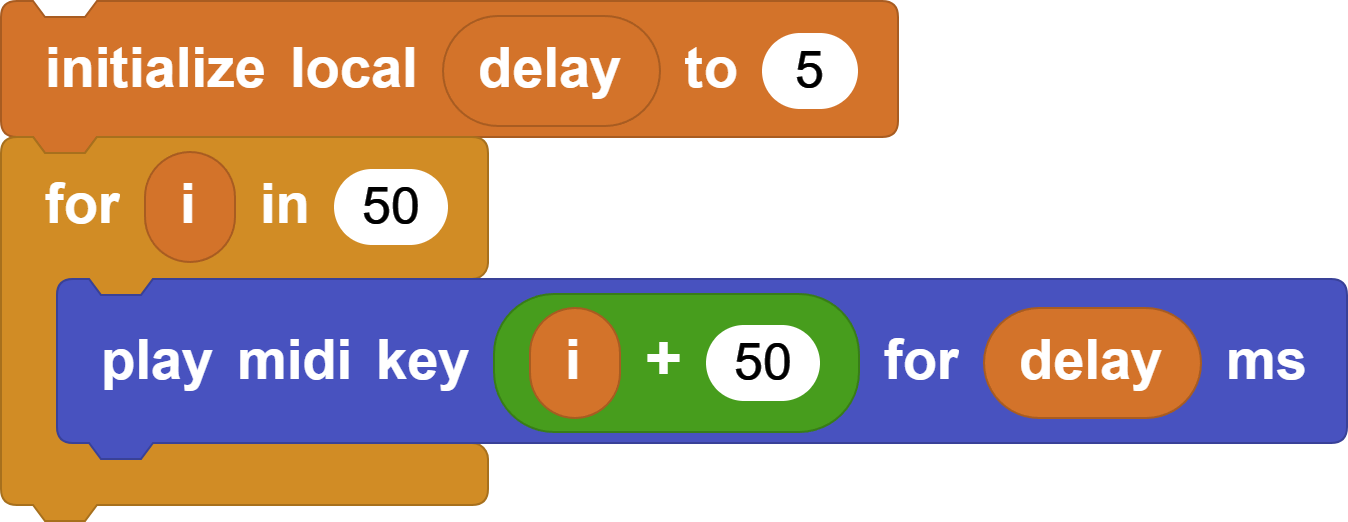 initialize local delay to 5
for i in 50
play midi key i + 50 for delay ms